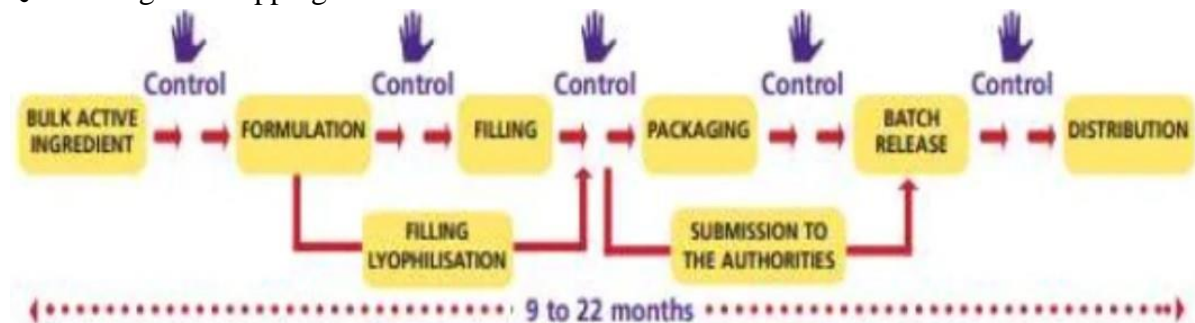 Control
Control
Control
Control
Control
BULK ACTIVE
INGREDIENT
FORMULATION
FILLING
PACKAGING
BATCH
RELEASE
DISTRIBUTION
FILLING
LYOPHILISATION
SUBMISSION TO
THE AUTHORITIES
9 to 22 months